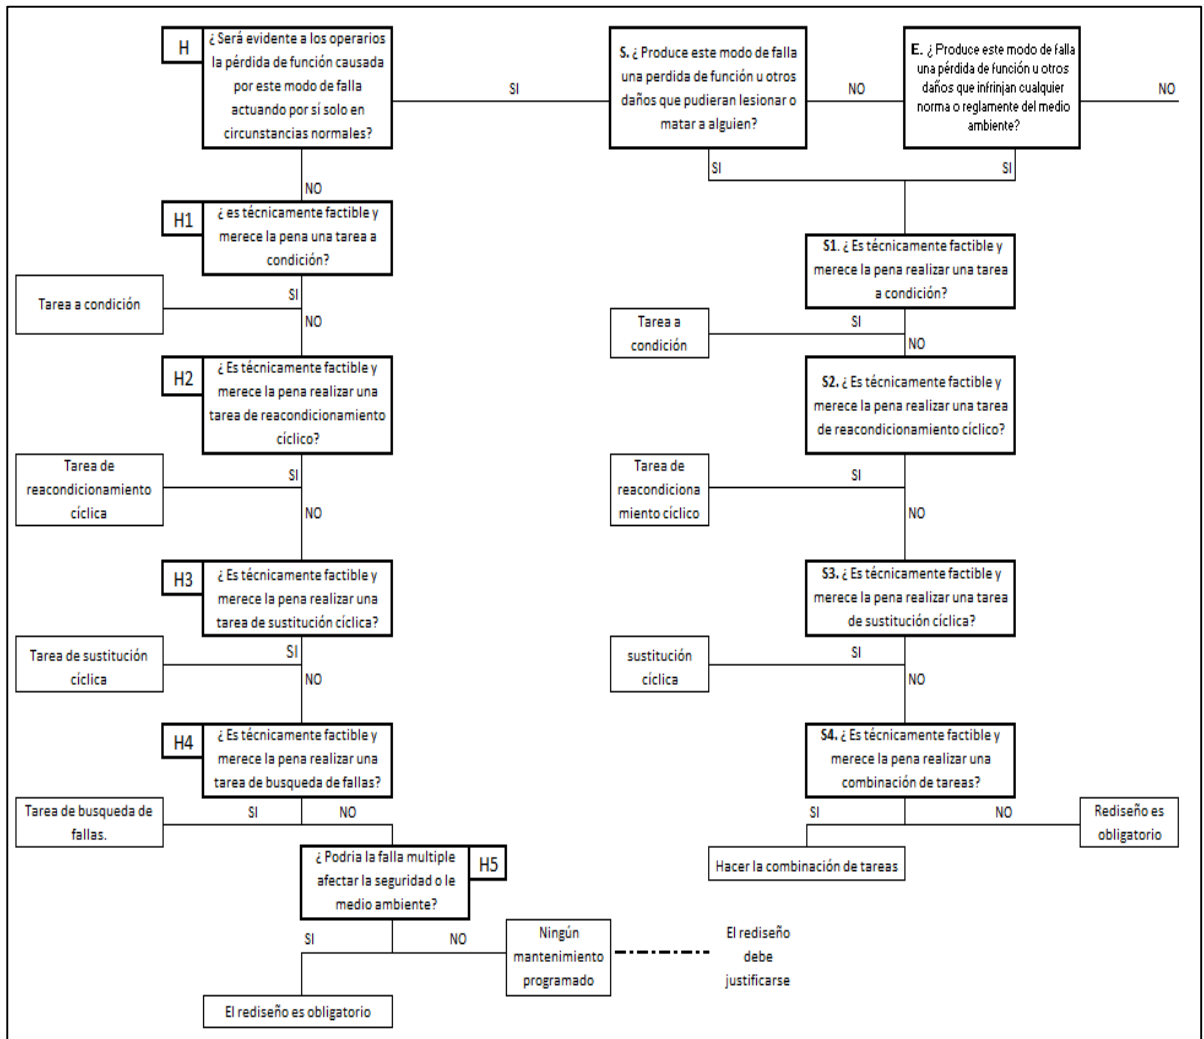 H
¿ Será evidente a los operarios
la pérdida de función causada
por este modo de falla
actuando por sí solo en
circunstancias normales?
SI
S. ¿ Produce este modo de falla
una perdida de función u otros
daños que pudieran lesionar o
matar a alguien?
NO
E. ¿ Produce este modo de falla
una pérdida de función u otros
daños que infrinjan cualquier
norma o reglamente del medio
ambiente?
NO
NO
SI
SI
H1
¿ es técnicamente factible y
merece la pena una tarea a
condición?
SI
Tarea a condición
NO
S1. ¿ Es técnicamente factible y
merece la pena realizar una tarea
a condición?
SI
Tarea a
condición
NO
H2
¿ Es técnicamente factible y
merece la pena realizar una
tarea de reacondicionamiento
cíclico?
SI
Tarea de
reacondicionamiento
cíclica
NO
S2. ¿ Es técnicamente factible y
merece la pena realizar una tarea
de reacondicionamiento cíclico?
SI
Tarea de
reacondiciona
miento cíclico
NO
H3
¿ Es técnicamente factible y
merece la pena realizar una
tarea de sustitución cíclica?
SI
Tarea de sustitución
cíclica
NO
S3. ¿ Es técnicamente factible y
merece la pena realizar una tarea
de sustitución cíclica?
SI
sustitución
cíclica
NO
H4
¿ Es técnicamente factible y
merece la pena realizar una
tarea de busqueda de fallas?
Tarea de busqueda de
fallas.
SI
NO
S4. ¿ Es técnicamente factible y
merece la pena realizar una
combinación de tareas?
SI
NO
Rediseño es
obligatorio
Hacer la combinación de tareas
¿ Podria la falla multiple
afectar la seguridad o le
medio ambiente?
H5
SI
NO
Ningún
mantenimiento
programado
El rediseño
debe
justificarse
El rediseño es obligatorio